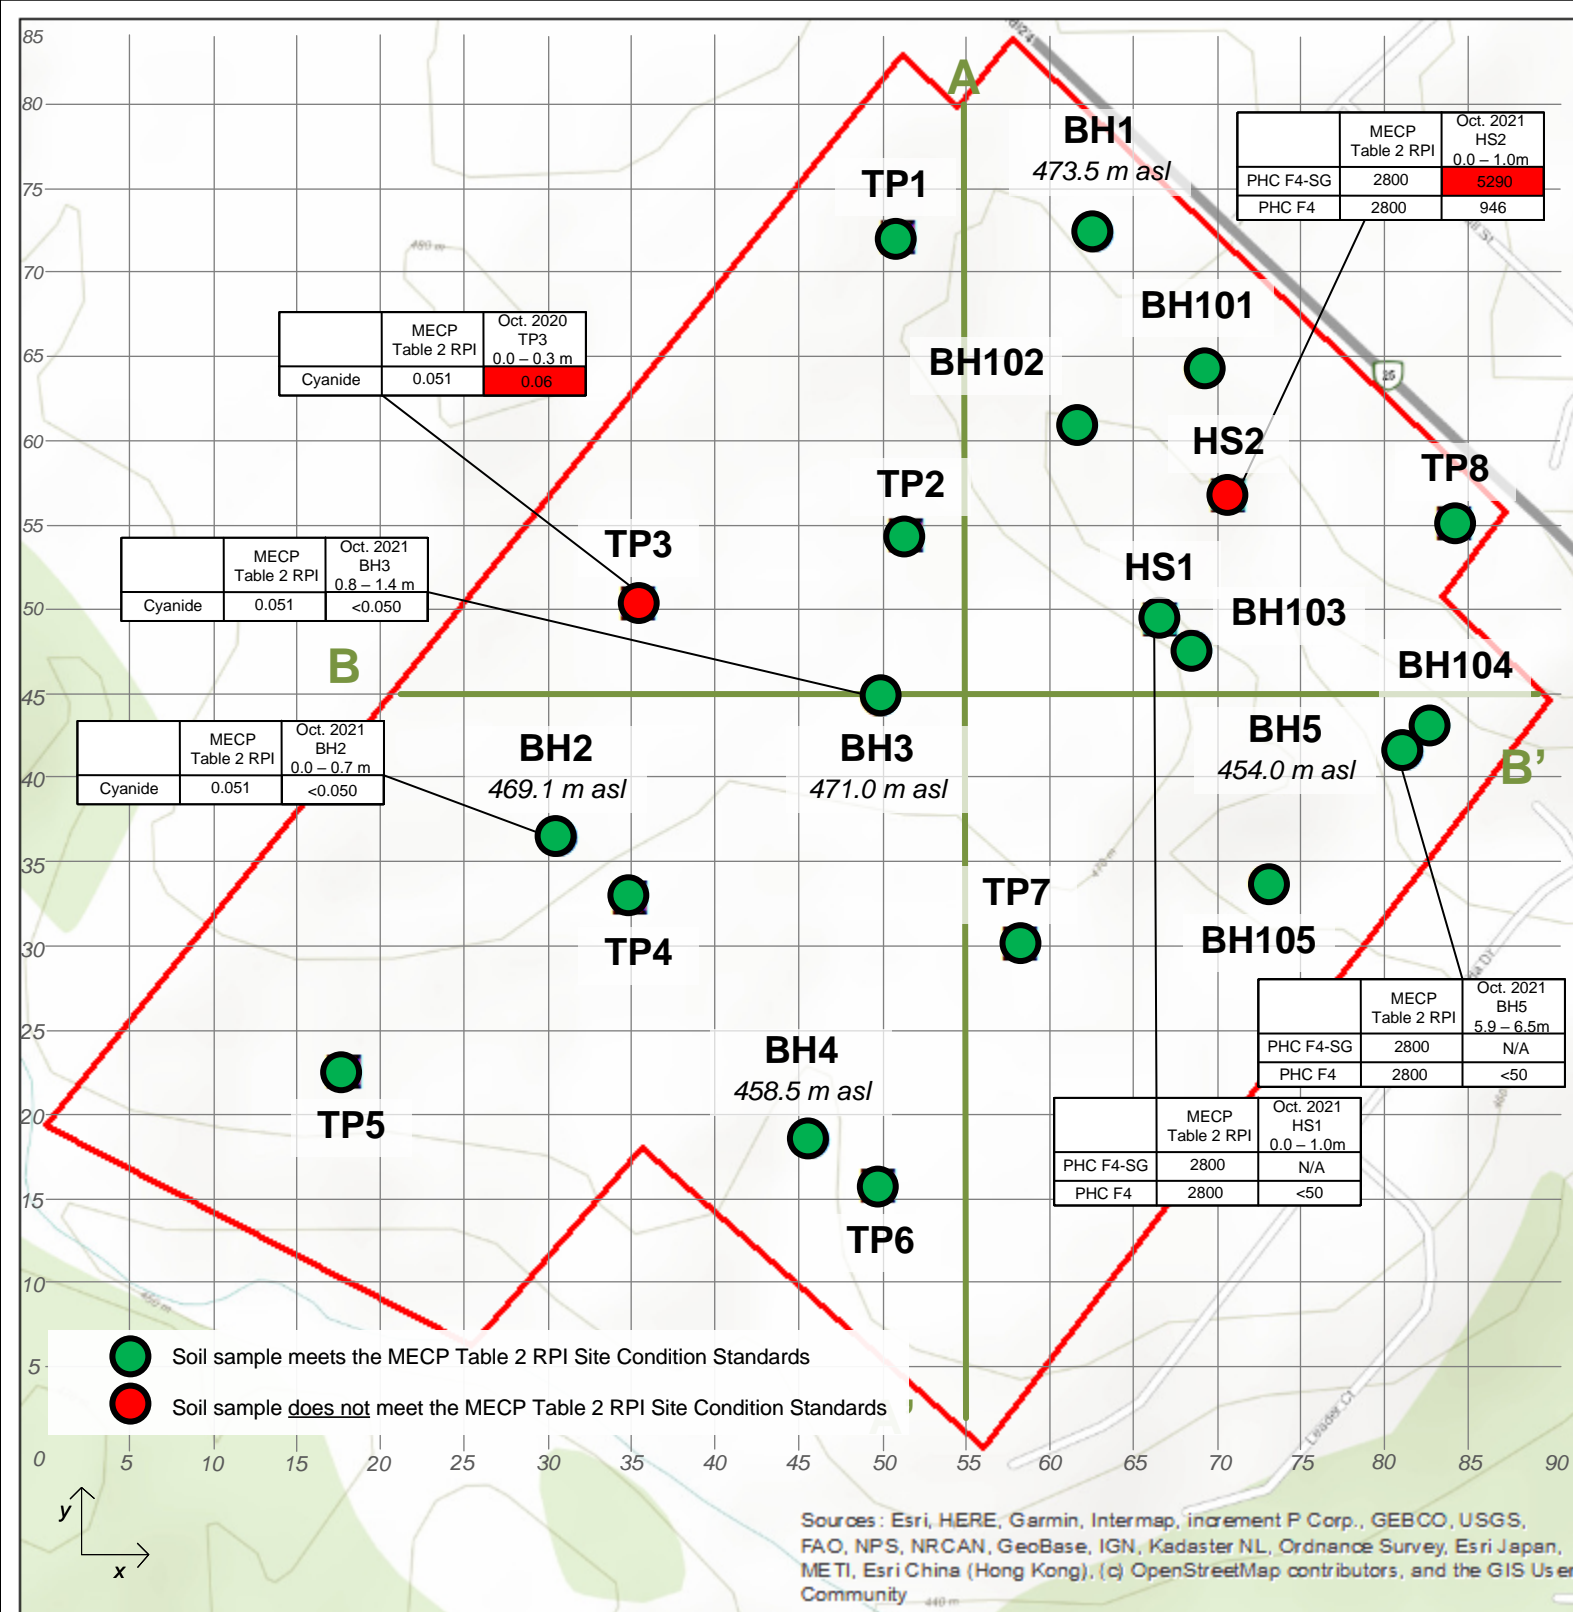 85
80
75
70
65
60
55
50
45
40
35
30
25
20
15
10
5
0
5
10
15
20
25
30
35
40
45
50
55
60
65
70
75
80
85
90
y
x
A
B
B’
BH1
473.5 m asl
TP1
BH101
BH102
HS2
TP8
TP2
TP3
HS1
BH103
BH104
BH2
469.1 m asl
BH3
471.0 m asl
BH5
454.0 m asl
TP4
TP7
BH105
TP5
BH4
458.5 m asl
TP6
MECP
Table 2 RPI
Oct. 2021
HS2
0.0 – 1.0m
PHC F4-SG 2800 5290
PHC F4 2800 946
MECP
Table 2 RPI
Oct. 2020
TP3
0.0 – 0.3 m
Cyanide 0.051 0.06
MECP
Table 2 RPI
Oct. 2021
BH3
0.8 – 1.4 m
Cyanide 0.051 <0.050
MECP
Table 2 RPI
Oct. 2021
BH2
0.0 – 0.7 m
Cyanide 0.051 <0.050
MECP
Table 2 RPI
Oct. 2021
BH5
5.9 – 6.5m
PHC F4-SG 2800 N/A
PHC F4 2800 <50
MECP
Table 2 RPI
Oct. 2021
HS1
0.0 – 1.0m
PHC F4-SG 2800 N/A
PHC F4 2800 <50
480 m
470 m
450 m
440 m
Leader Ct
Soil sample meets the MECP Table 2 RPI Site Condition Standards
Soil sample does not meet the MECP Table 2 RPI Site Condition Standards
Sources: Esri, HERE, Garmin, Intermap, increment P Corp., GEBCO, USGS,
FAO, NPS, NRCAN, GeoBase, IGN, Kadaster NL, Ordnance Survey, Esri Japan,
METI, Esri China (Hong Kong), (c) OpenStreetMap contributors, and the GIS User
Community